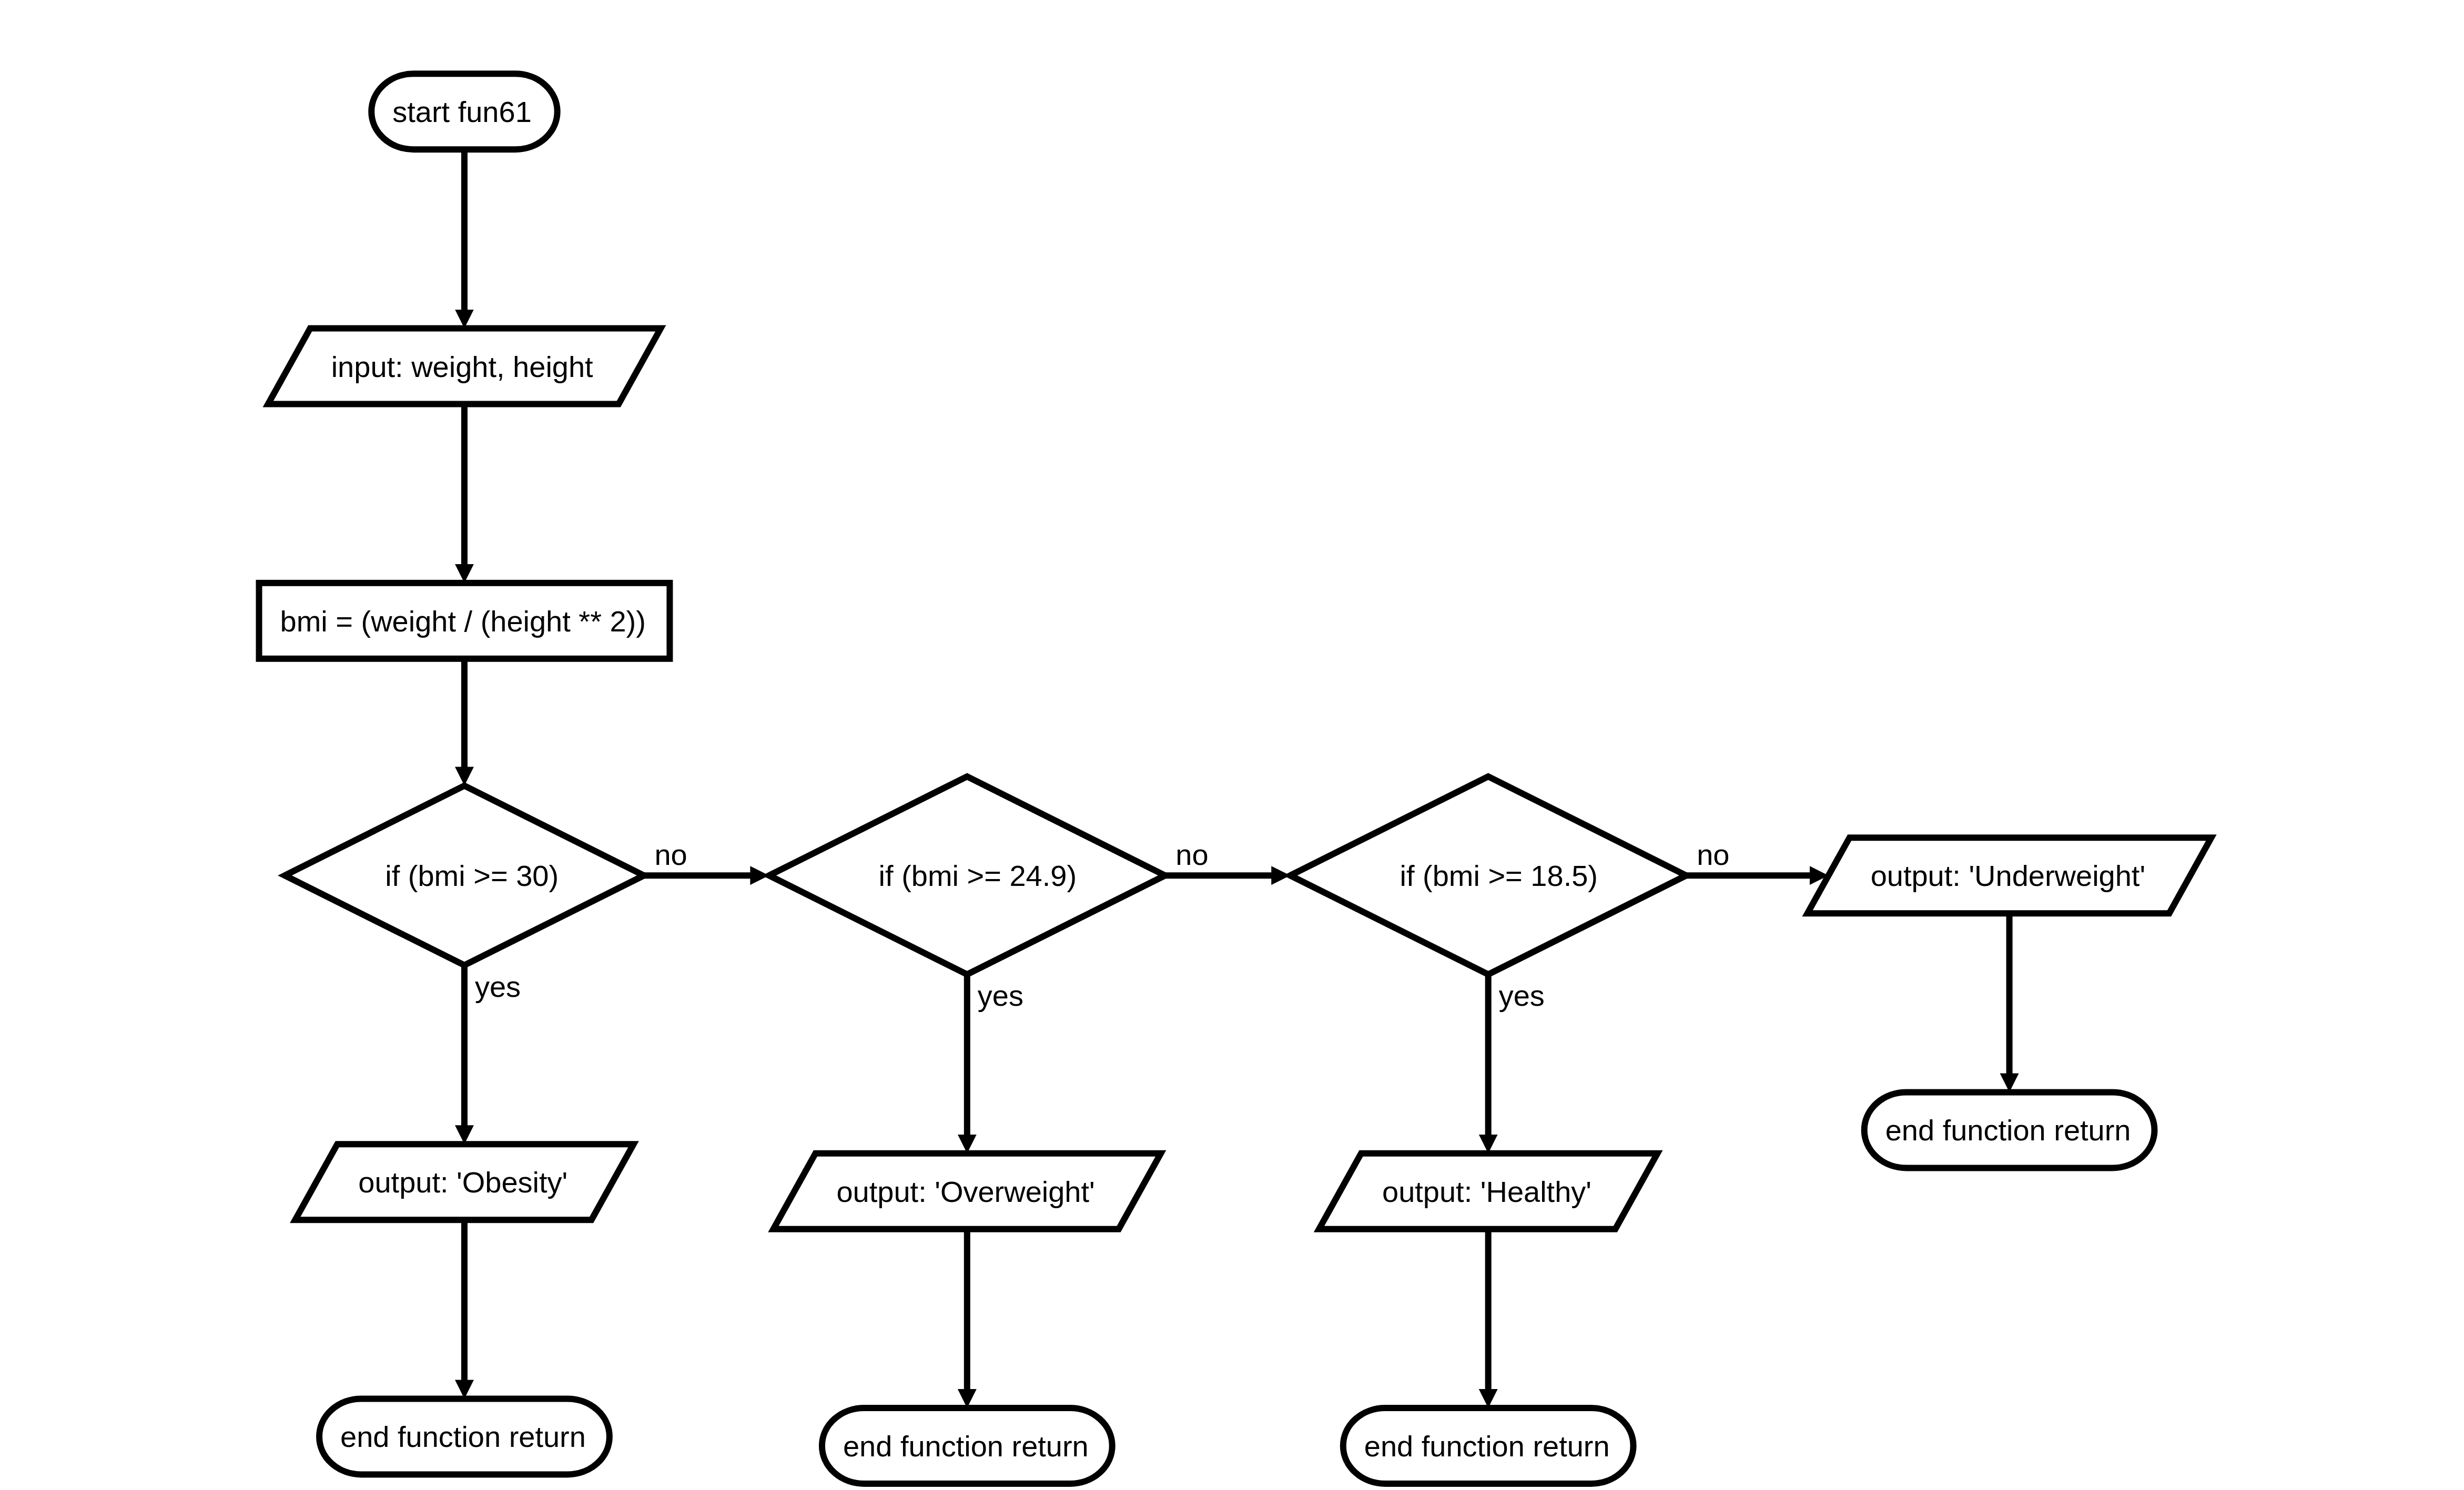 start fun61
input: weight, height
bmi = (weight / (height ** 2))
if (bmi >= 30)
no
if (bmi >= 24.9)
no
if (bmi >= 18.5)
no
output: 'Underweight'
yes
yes
yes
end function return
output: 'Obesity'
output: 'Overweight'
output: 'Healthy'
end function return
end function return
end function return